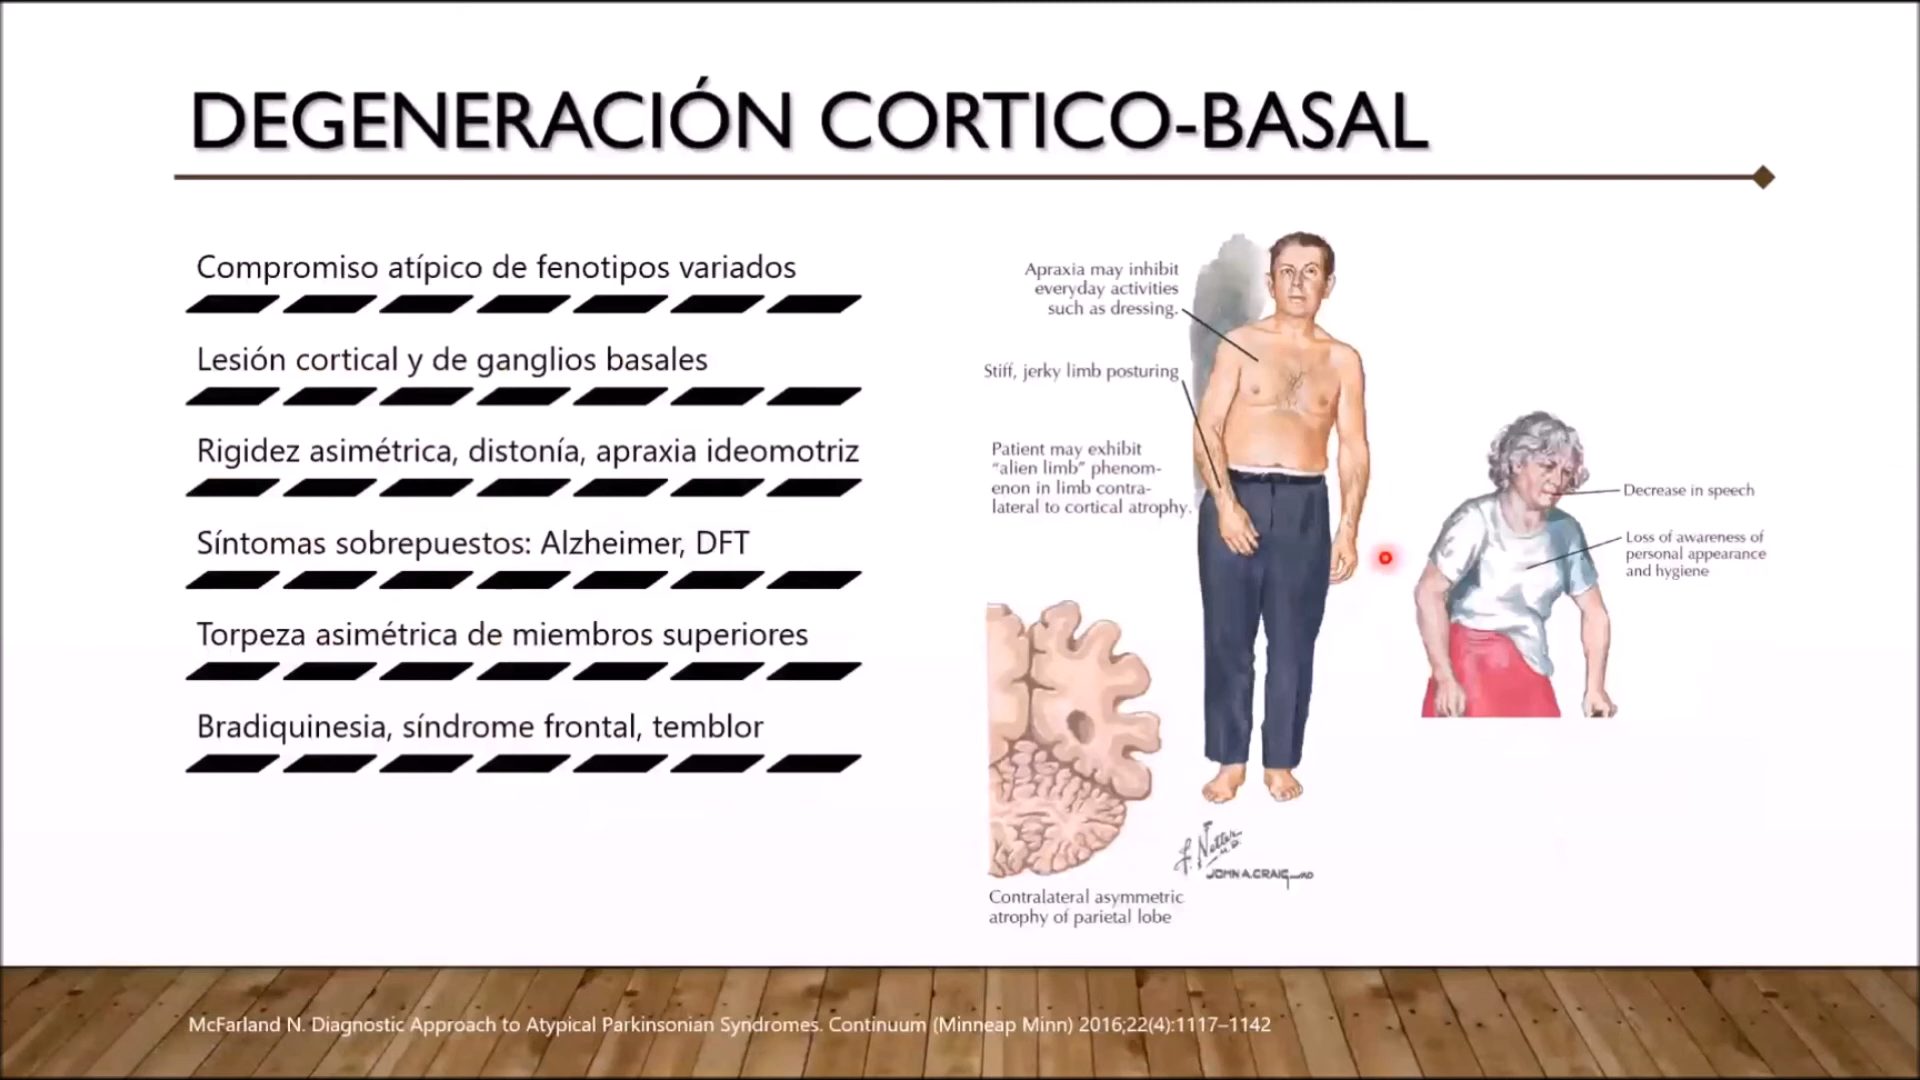 DEGENERACIÓN CORTICO-BASAL
Compromiso atípico de fenotipos variados
Lesión cortical y de ganglios basales
Rigidez asimétrica, distonía, apraxia ideomotriz
Síntomas sobrepuestos: Alzheimer, DFT
Torpeza asimétrica de miembros superiores
Bradiquinesia, síndrome frontal, temblor
Apraxia may inhibit
everyday activities
such as dressing.
Stiff, jerky limb posturing
Patient may exhibit
“alien limb” phenom-
enon in limb contra-
lateral to cortical atrophy.
Decrease in speech
Loss of awareness of
personal appearance
and hygiene
F. Netter
M.D.
JOHN A. CRAIG_MD
Contralateral asymmetric
atrophy of parietal lobe
McFarland N. Diagnostic Approach to Atypical Parkinsonian Syndromes. Continuum (Minneap Minn) 2016;22(4):1117–1142